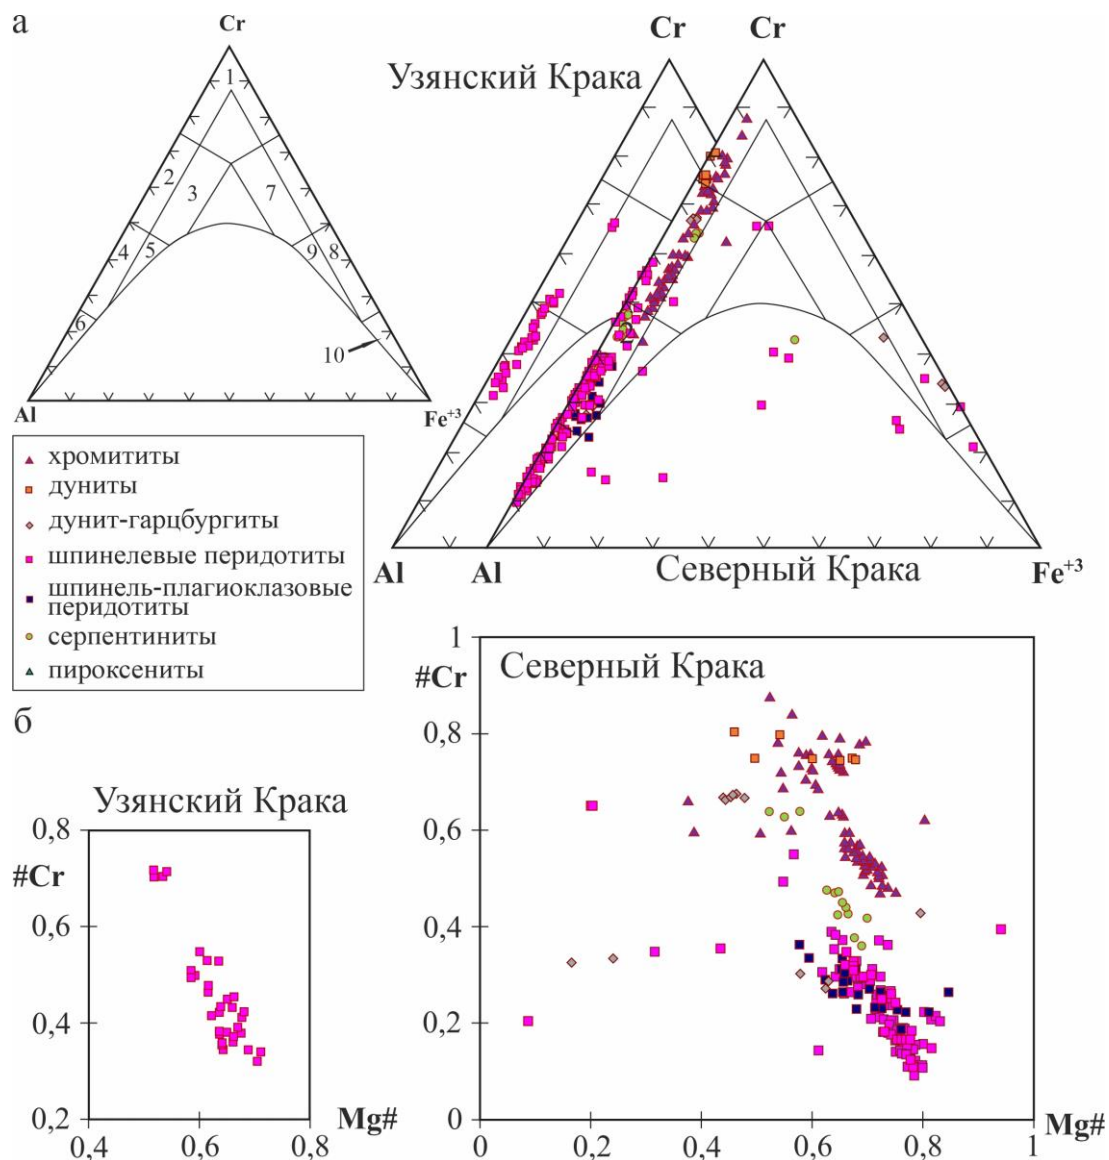 а
Cr
1
2
3
7
4
5
9
8
6
10
Al
Fe+3
Узянский Крака
Cr
Cr
Al
Al
Северный Крака
Fe+3
хромититы
дуниты
дунит-гарцбургиты
шпинелевые перидотиты
шпинель-плагиоклазовые
перидотиты
серпентиниты
пироксениты
б
Узянский Крака
0,8
#Cr
0,6
0,4
0,2
0,4
0,6
0,8
Mg#
1
Северный Крака
#Cr
0,8
0,6
0,4
0,2
0
0
0,2
0,4
0,6
0,8
1
Mg#